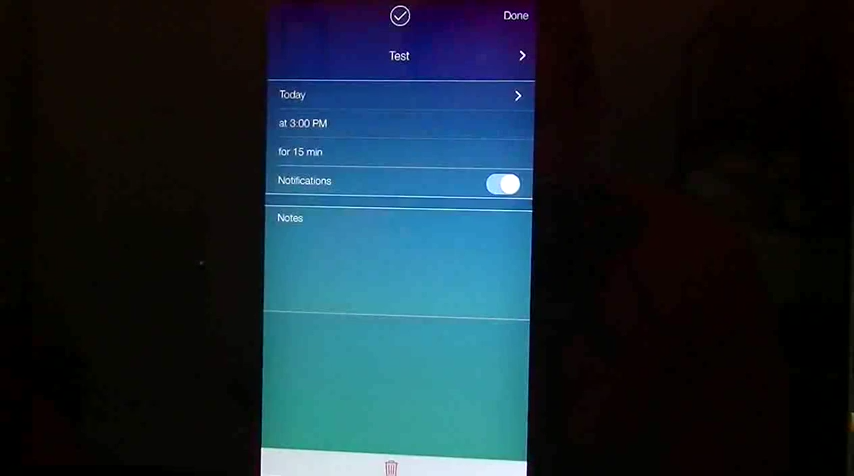 Done
Test
Today
at 3:00 PM
for 15 min
Notifications
Notes